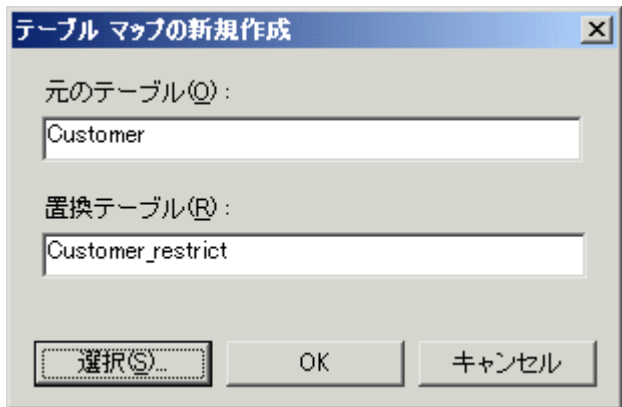 テーブル マップの新規作成
元のテーブル(O) :
Customer
置換テーブル(R) :
Customer_restrict
選択(S)...
OK
キャンセル